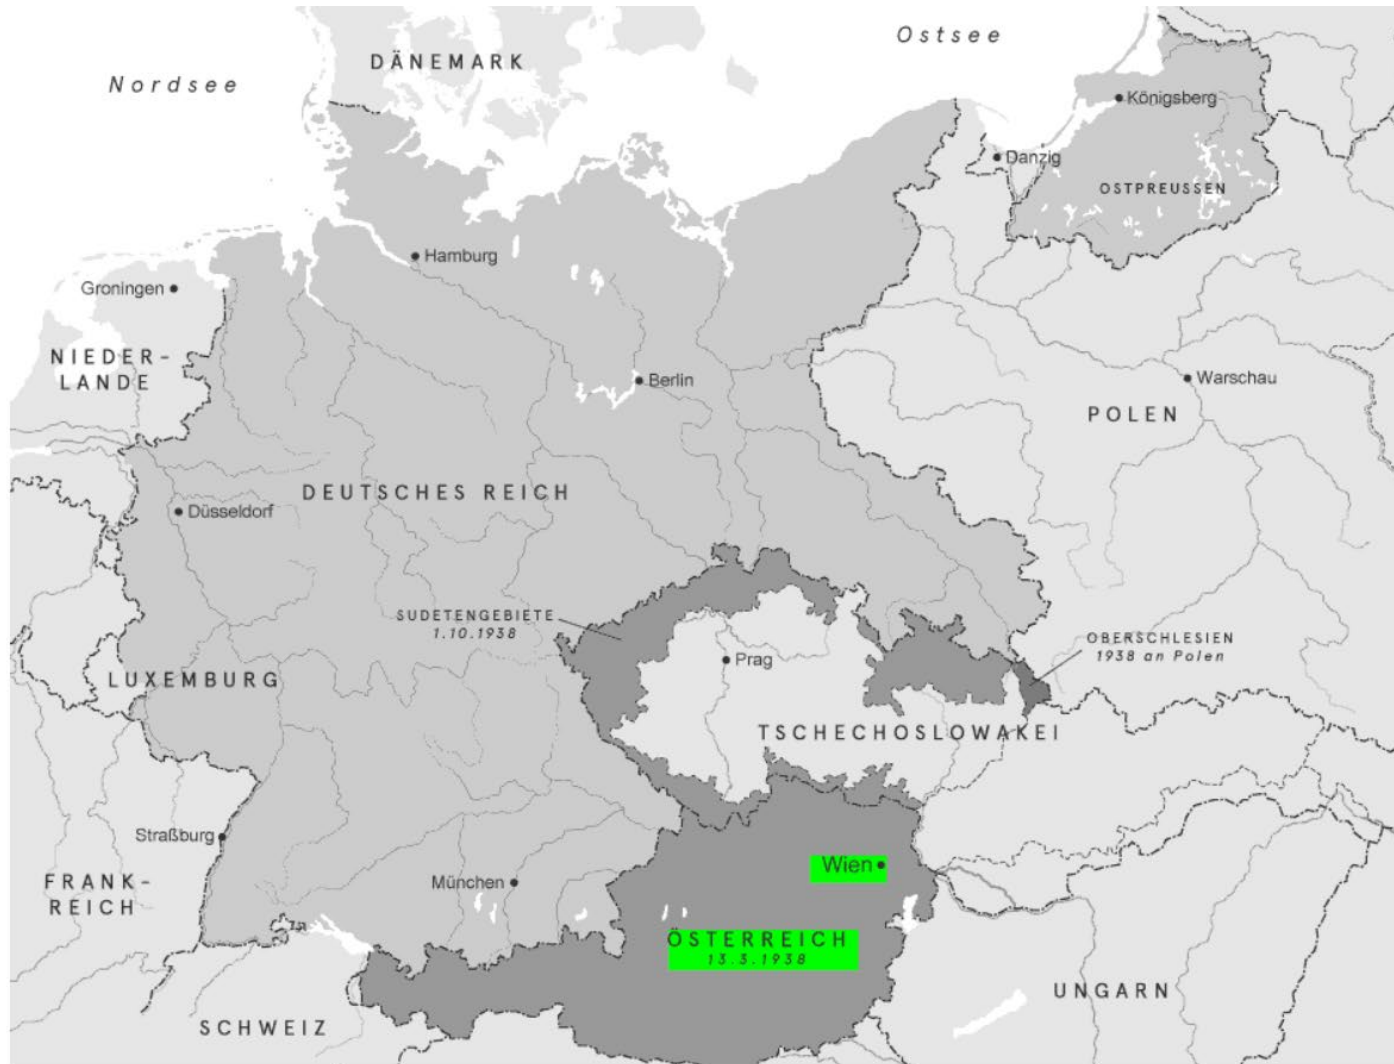 Nordsee
DÄNEMARK
Ostsee
Königsberg
Danzig
OSTPREUSSEN
Hamburg
Groningen
NIEDER-
LANDE
Berlin
Warschau
POLEN
DEUTSCHES REICH
Düsseldorf
SUDETENGEBIETE
1.10.1938
OBERSCHLESIEN
1938 an Polen
Prag
LUXEMBURG
TSCHECHOSLOWAKEI
Straßburg
Wien
München
FRANK-
REICH
ÖSTERREICH
13.3.1938
UNGARN
SCHWEIZ